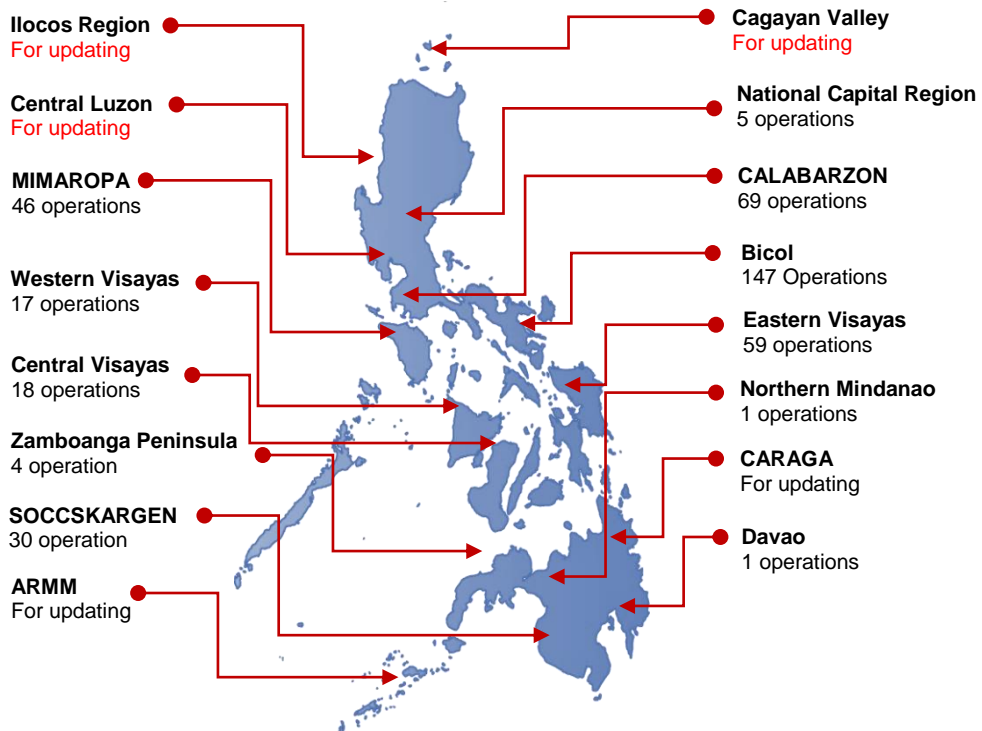 Ilocos Region
For updating
Central Luzon
For updating
MIMAROPA
46 operations
Western Visayas
17 operations
Central Visayas
18 operations
Zamboanga Peninsula
4 operation
SOCCSKARGEN
30 operation
ARMM
For updating
Cagayan Valley
For updating
National Capital Region
5 operations
CALABARZON
69 operations
Bicol
147 Operations
Eastern Visayas
59 operations
Northern Mindanao
1 operations
CARAGA
For updating
Davao
1 operations